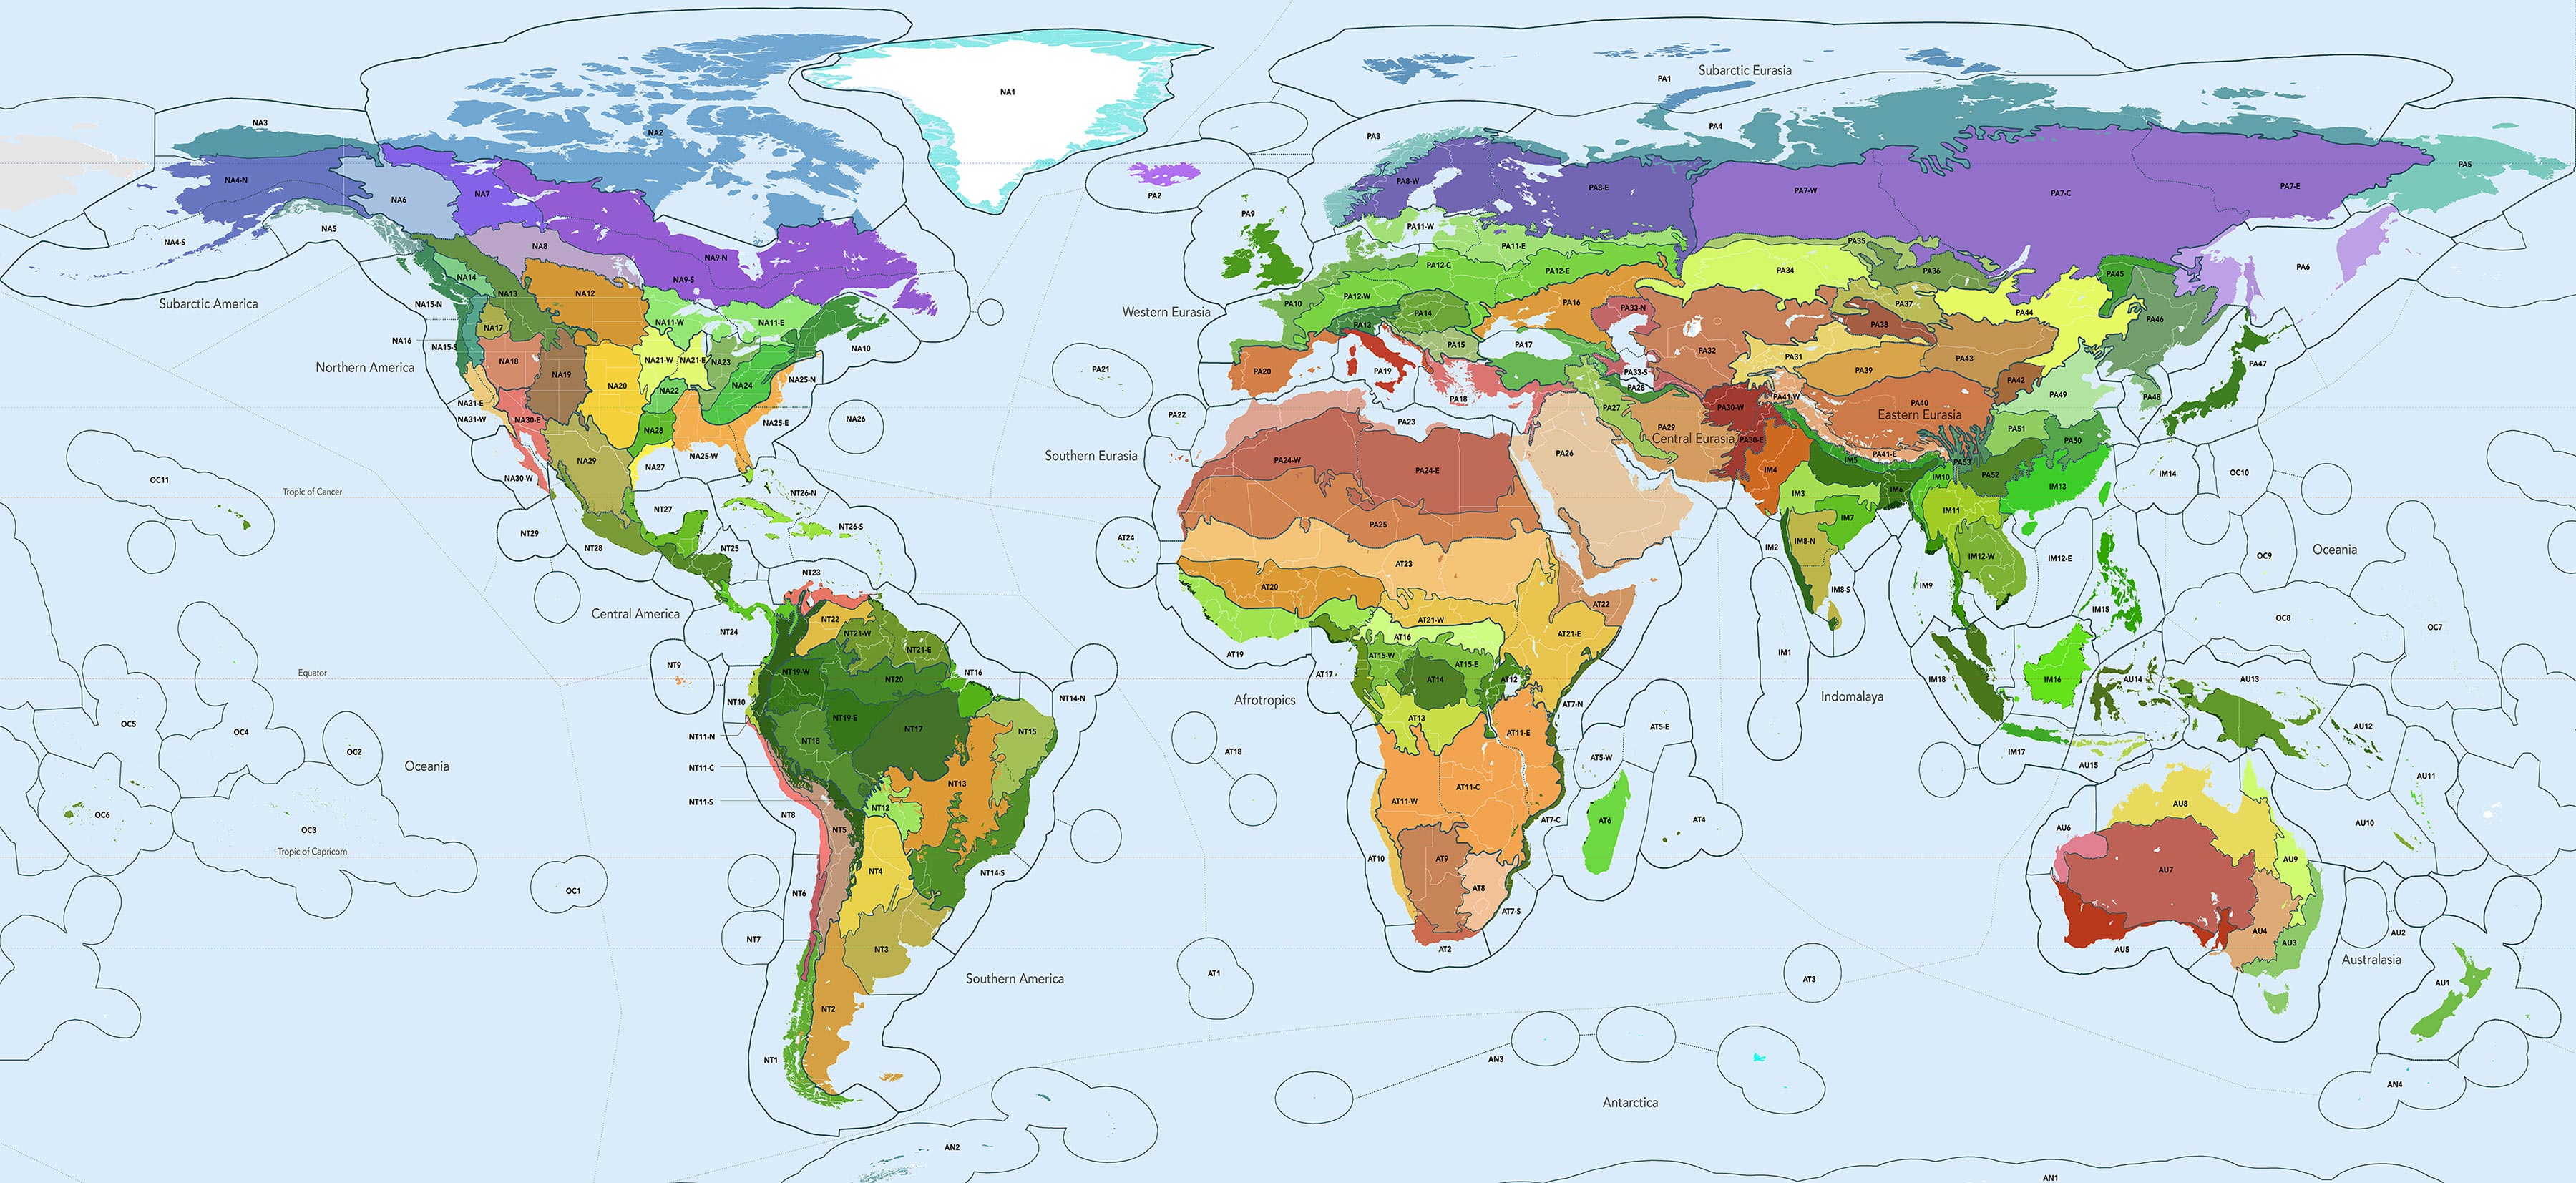 NA1
Subarctic Eurasia
PA1
NA3
PA4
NA2
PA3
PA5
NA4-N
NA7
PA8-W
PA8-E
PA7-W
PA7-E
PA7-C
PA2
NA6
PA9
NA5
PA11-W
NA4-S
NA8
PA11-E
PA35
NA9-N
PA12-C
PA12-E
PA34
PA36
PA6
PA45
NA14
NA9-S
NA13
NA12
PA12-W
PA10
PA16
PA37
Subarctic America
NA15-N
PA33-N
Western Eurasia
PA14
PA44
PA46
NA17
NA11-W
NA11-E
PA13
PA38
NA16
NA15-S
NA10
PA15
PA17
PA32
PA31
PA43
NA18
NA21-W
NA21-E
NA23
PA47
Northern America
NA19
PA21
PA20
PA19
PA33-S
PA39
NA25-N
NA20
NA24
PA28
PA42
NA22
PA18
PA41-W
PA49
PA48
NA31-E
PA27
PA30-W
PA40
PA22
Eastern Eurasia
NA31-W
NA30-E
NA26
NA25-E
PA23
NA28
PA29
PA51
Central Eurasia
PA30-E
PA50
Southern Eurasia
NA25-W
PA26
PA41-E
NA29
PA24-W
IM5
PA53
NA27
PA24-E
IM4
PA52
IM14
OC10
OC11
NA30-W
IM10
Tropic of Cancer
NT26-N
IM3
IM6
IM13
NT27
IM11
IM7
NT26-S
PA25
NT29
AT24
IM8-N
NT28
NT25
IM2
Oceania
IM12-W
IM12-E
OC9
AT23
NT23
AT20
IM9
IM8-S
AT22
Central America
IM15
NT22
AT21-W
OC8
OC7
NT24
NT21-W
AT21-E
AT16
NT21-E
AT19
AT15-W
IM1
NT9
AT15-E
Equator
NT19-W
NT16
AT17
NT20
AT14
AT12
IM18
IM16
AU14
AU13
Indomalaya
NT14-N
Afrotropics
NT10
AT7-N
NT19-E
AT13
OC5
AT5-E
AU12
OC4
NT17
NT15
AT11-E
NT11-N
NT18
OC2
AT18
IM17
AT5-W
Oceania
NT11-C
AU15
AU11
NT13
AT11-C
NT11-S
AT11-W
AU8
NT12
OC6
NT8
AT7-C
AT6
AT4
AU10
OC3
NT5
AU6
Tropic of Capricorn
AT10
AT9
AU9
NT4
AU7
NT14-S
AT8
OC1
NT6
AT7-S
AU4
AU2
NT7
AU3
NT3
AT2
AU5
Australasia
AT1
Southern America
AT3
AU1
NT2
NT1
AN3
AN4
Antarctica
AN2
AN1